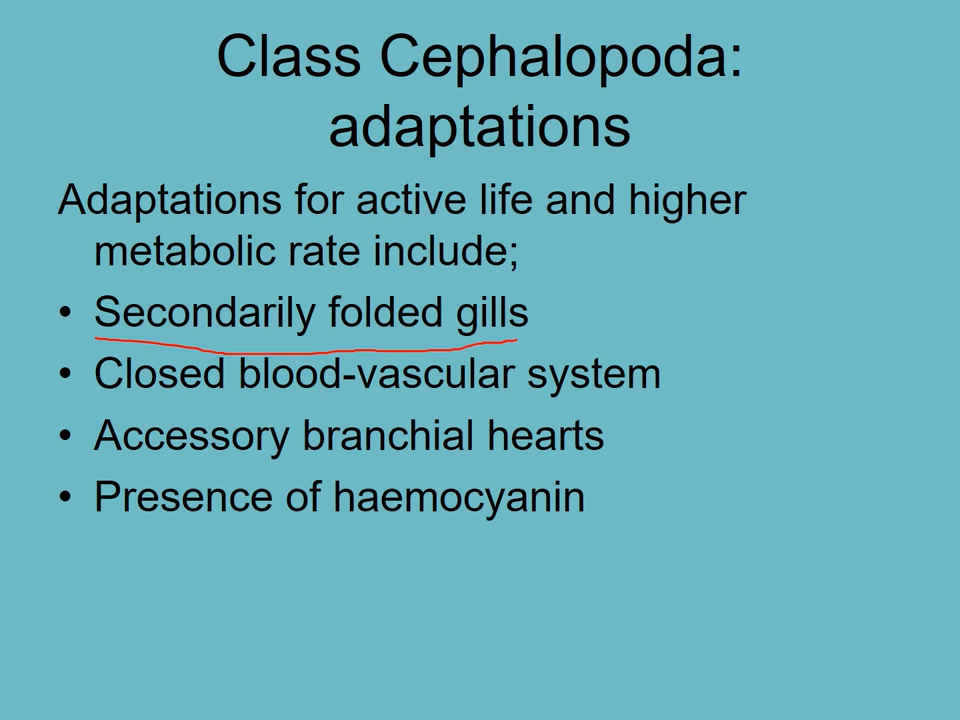 Class Cephalopoda:
adaptations
Adaptations for active life and higher
metabolic rate include;
• Secondarily folded gills
• Closed blood-vascular system
• Accessory branchial hearts
• Presence of haemocyanin